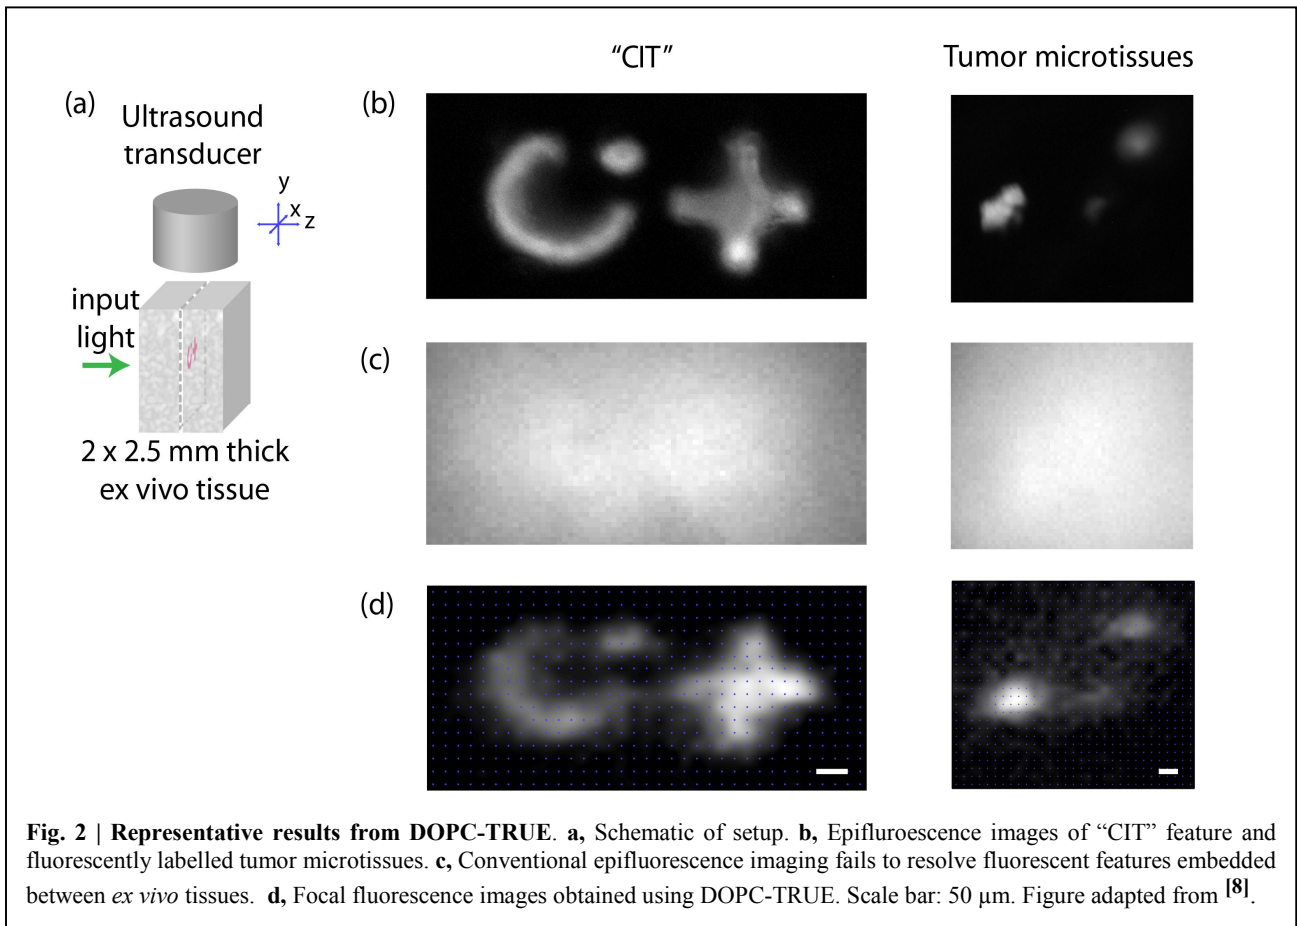 “CIT”
Tumor microtissues
(a)
Ultrasound
transducer
y
x
z
input
light
2 x 2.5 mm thick
ex vivo tissue
(b)
(c)
(d)
Fig. 2 | Representative results from DOPC-TRUE. a, Schematic of setup. b, Epifluroescence images of “CIT” feature and
fluorescently labelled tumor microtissues. c, Conventional epifluorescence imaging fails to resolve fluorescent features embedded
between ex vivo tissues. d, Focal fluorescence images obtained using DOPC-TRUE. Scale bar: 50 µm. Figure adapted from [8].